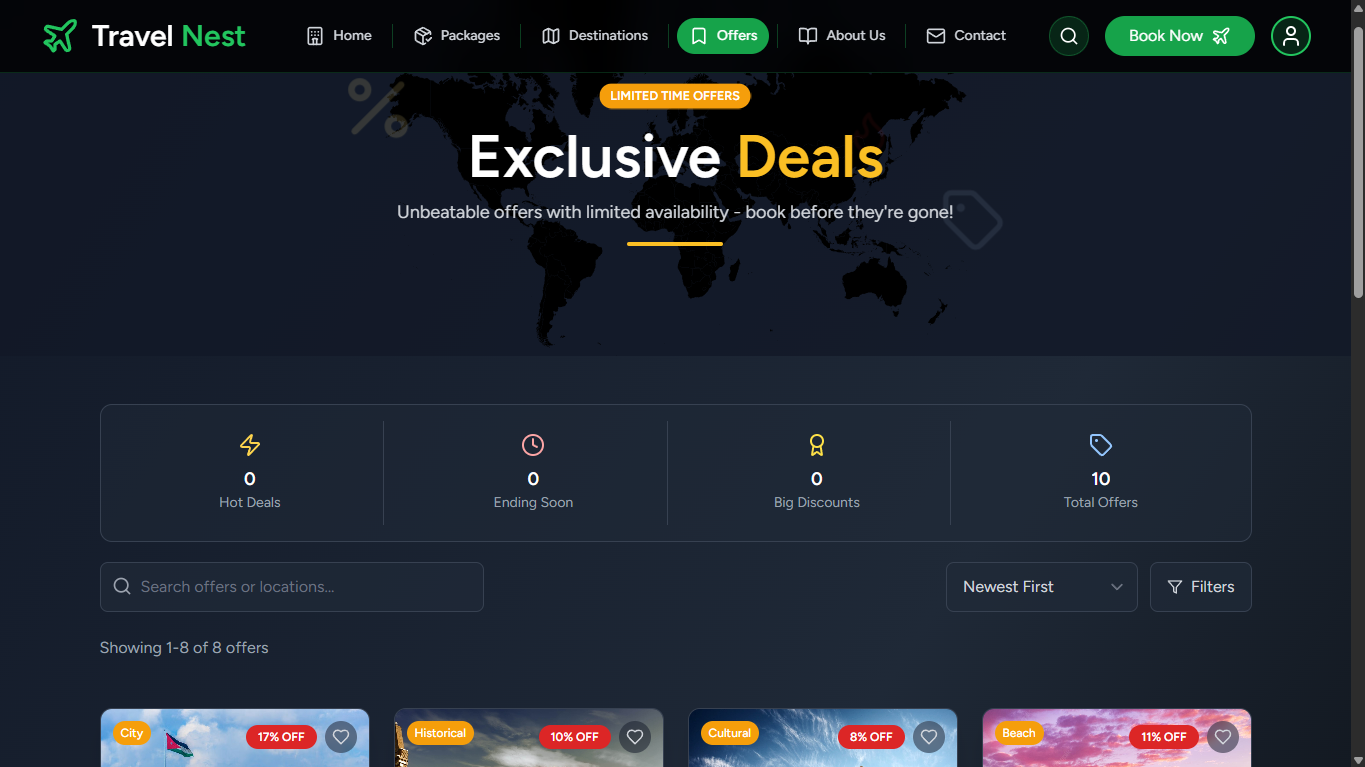 Travel Nest
Home
Packages
Destinations
Offers
About Us
Contact
Book Now
LIMITED TIME OFFERS
Exclusive Deals
Unbeatable offers with limited availability - book before they're gone!
0
Hot Deals
0
Ending Soon
0
Big Discounts
10
Total Offers
Search offers or locations...
Newest First
Filters
Showing 1-8 of 8 offers
City
17% OFF
Historical
10% OFF
Cultural
8% OFF
Beach
11% OFF